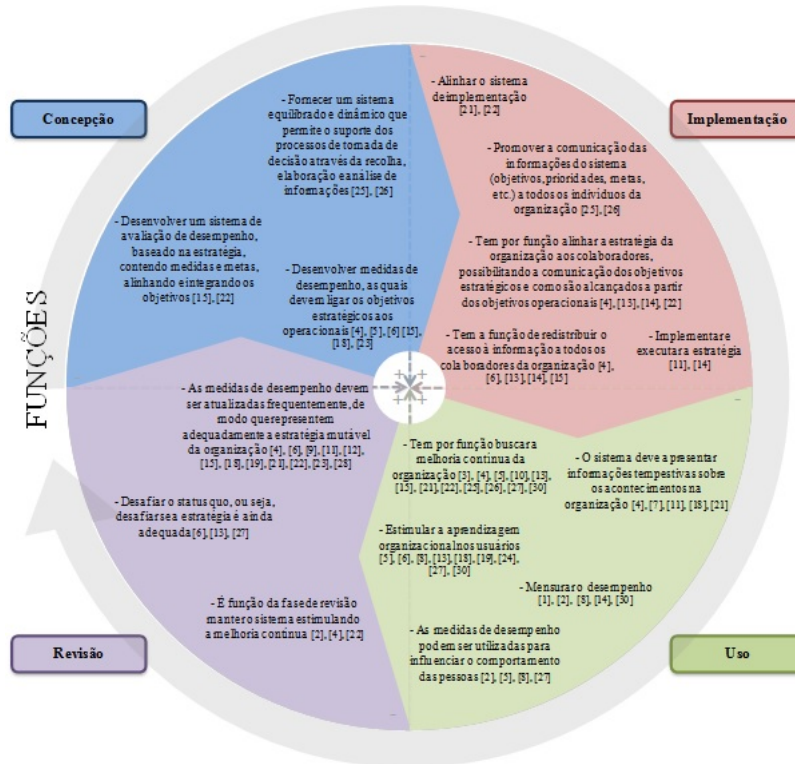 Concepção
- Fornecer um sistema
equilibrado e dinâmico que
permite o suporte dos
processos de tomada de
decisão através da recolha,
elaboração e análise de
informações [25], [26]
- Desenvolver um sistema de
avaliação de desempenho,
baseado na estratégia,
contendo medidas e metas,
alinhando e integrando os
objetivos [15], [22]
- Desenvolver medidas de
desempenho, as quais
devem ligar os objetivos
estratégicos aos
operacionais [4], [5], [6] [15],
[18], [23]
Implementação
- Alinhar o sistema
de implementação
[21], [22]
- Promover a comunicação das
informações do sistema
(objetivos, prioridades, metas,
etc.) a todos os indivíduos da
organização [25], [26]
- Tem por função alinhar a estratégia da
organização aos colaboradores,
possibilitando a comunicação dos objetivos
estratégicos e como são alcançados a partir
dos objetivos operacionais [4], [13], [14], [22]
- Tem a função de redistribuir o
acesso à informação a todos os
colaboradores da organização [4],
[6], [13], [14], [15]
- Implementar e
executar a estratégia
[11], [14]
FUNÇÕES
- As medidas de desempenho devem
ser atualizadas frequentemente, de
modo que representem
adequadamente a estratégia mutável
da organização [4], [6], [9], [11], [12],
[15], [18], [19], [21], [22], [23], [28]
- Desafiar o status quo, ou seja,
desafiar se a estratégia é ainda
adequada [6], [13], [27]
- É função da fase de revisão
manter o sistema estimulando
a melhoria contínua [2], [4], [22]
Revisão
- Tem por função buscar a
melhoria contínua da
organização [3], [4], [5], [10], [13],
[15], [21], [22], [25], [26], [27], [30]
- O sistema deve apresentar
informações tempestivas sobre
os acontecimentos na
organização [4], [7], [11], [18], [21]
- Estimular a aprendizagem
organizacional nos usuários
[5], [6], [8], [13], [18], [19], [24],
[27], [30]
- Mensurar o desempenho
[1], [2], [8], [14], [30]
- As medidas de desempenho
podem ser utilizadas para
influenciar o comportamento
das pessoas [2], [5], [8], [27]
Uso